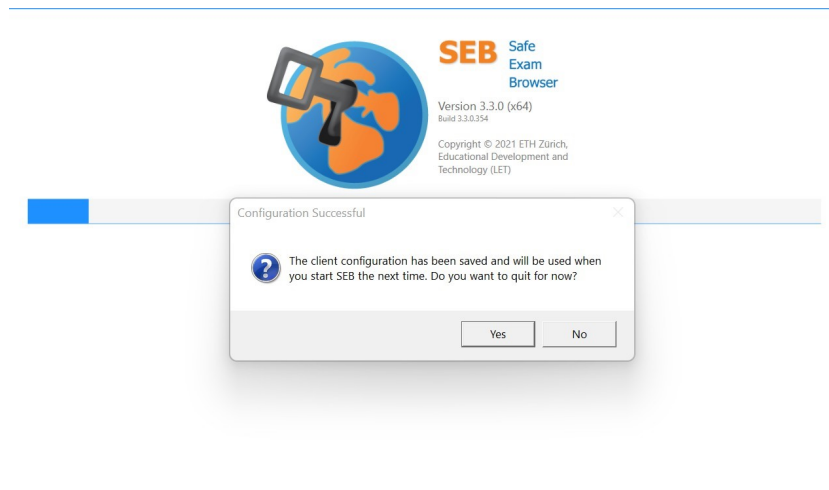 SEB Safe
Exam
Browser
Version 3.3.0 (x64)
Build 3.3.0.354
Copyright © 2021 ETH Zürich,
Educational Development and
Technology (LET)
Configuration Successful
The client configuration has been saved and will be used when
you start SEB the next time. Do you want to quit for now?
Yes No